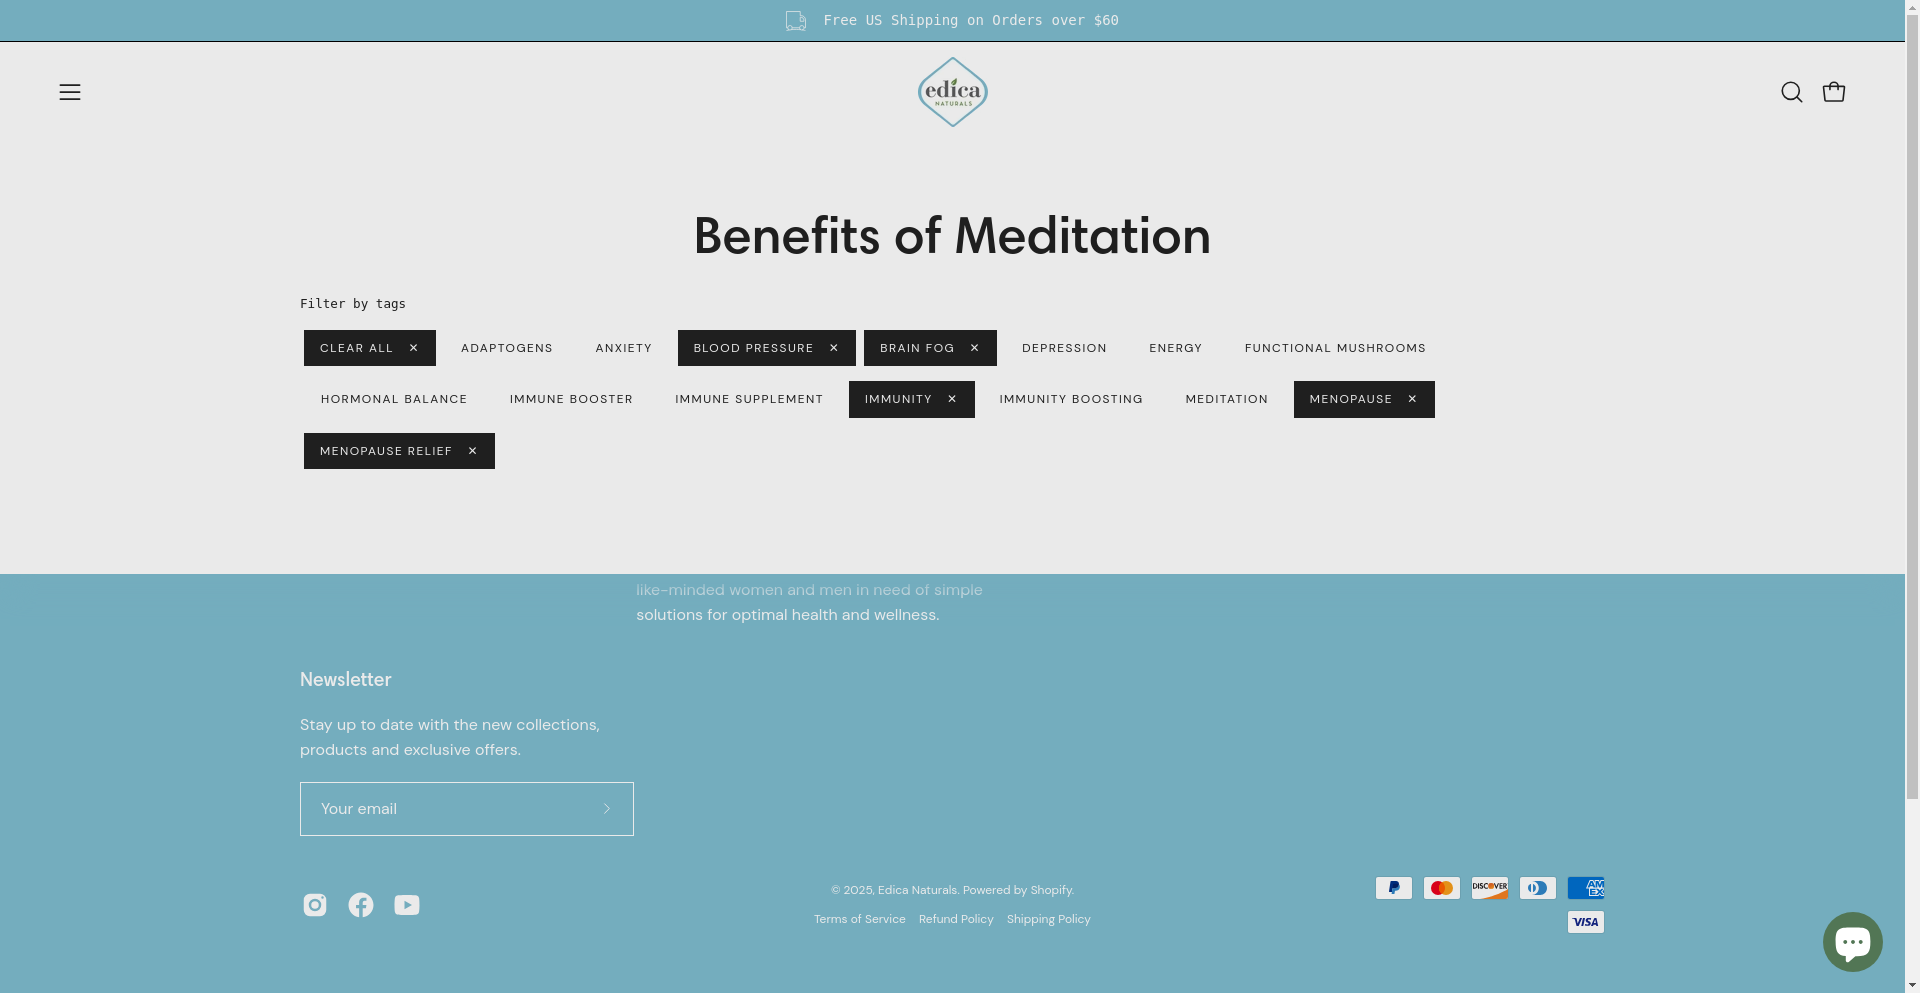 Free US Shipping on Orders over $60
edica
NATURALS
Benefits of Meditation
Filter by tags
CLEAR ALL ✕ ADAPTOGENS ANXIETY BLOOD PRESSURE ✕ BRAIN FOG ✕ DEPRESSION ENERGY FUNCTIONAL MUSHROOMS
HORMONAL BALANCE IMMUNE BOOSTER IMMUNE SUPPLEMENT IMMUNITY ✕ IMMUNITY BOOSTING MEDITATION MENOPAUSE ✕
MENOPAUSE RELIEF ✕
like-minded women and men in need of simple
solutions for optimal health and wellness.
Newsletter
Stay up to date with the new collections,
products and exclusive offers.
Your email
© 2025, Edica Naturals. Powered by Shopify.
Terms of Service Refund Policy Shipping Policy
DISCOVER
AM
EX
VISA